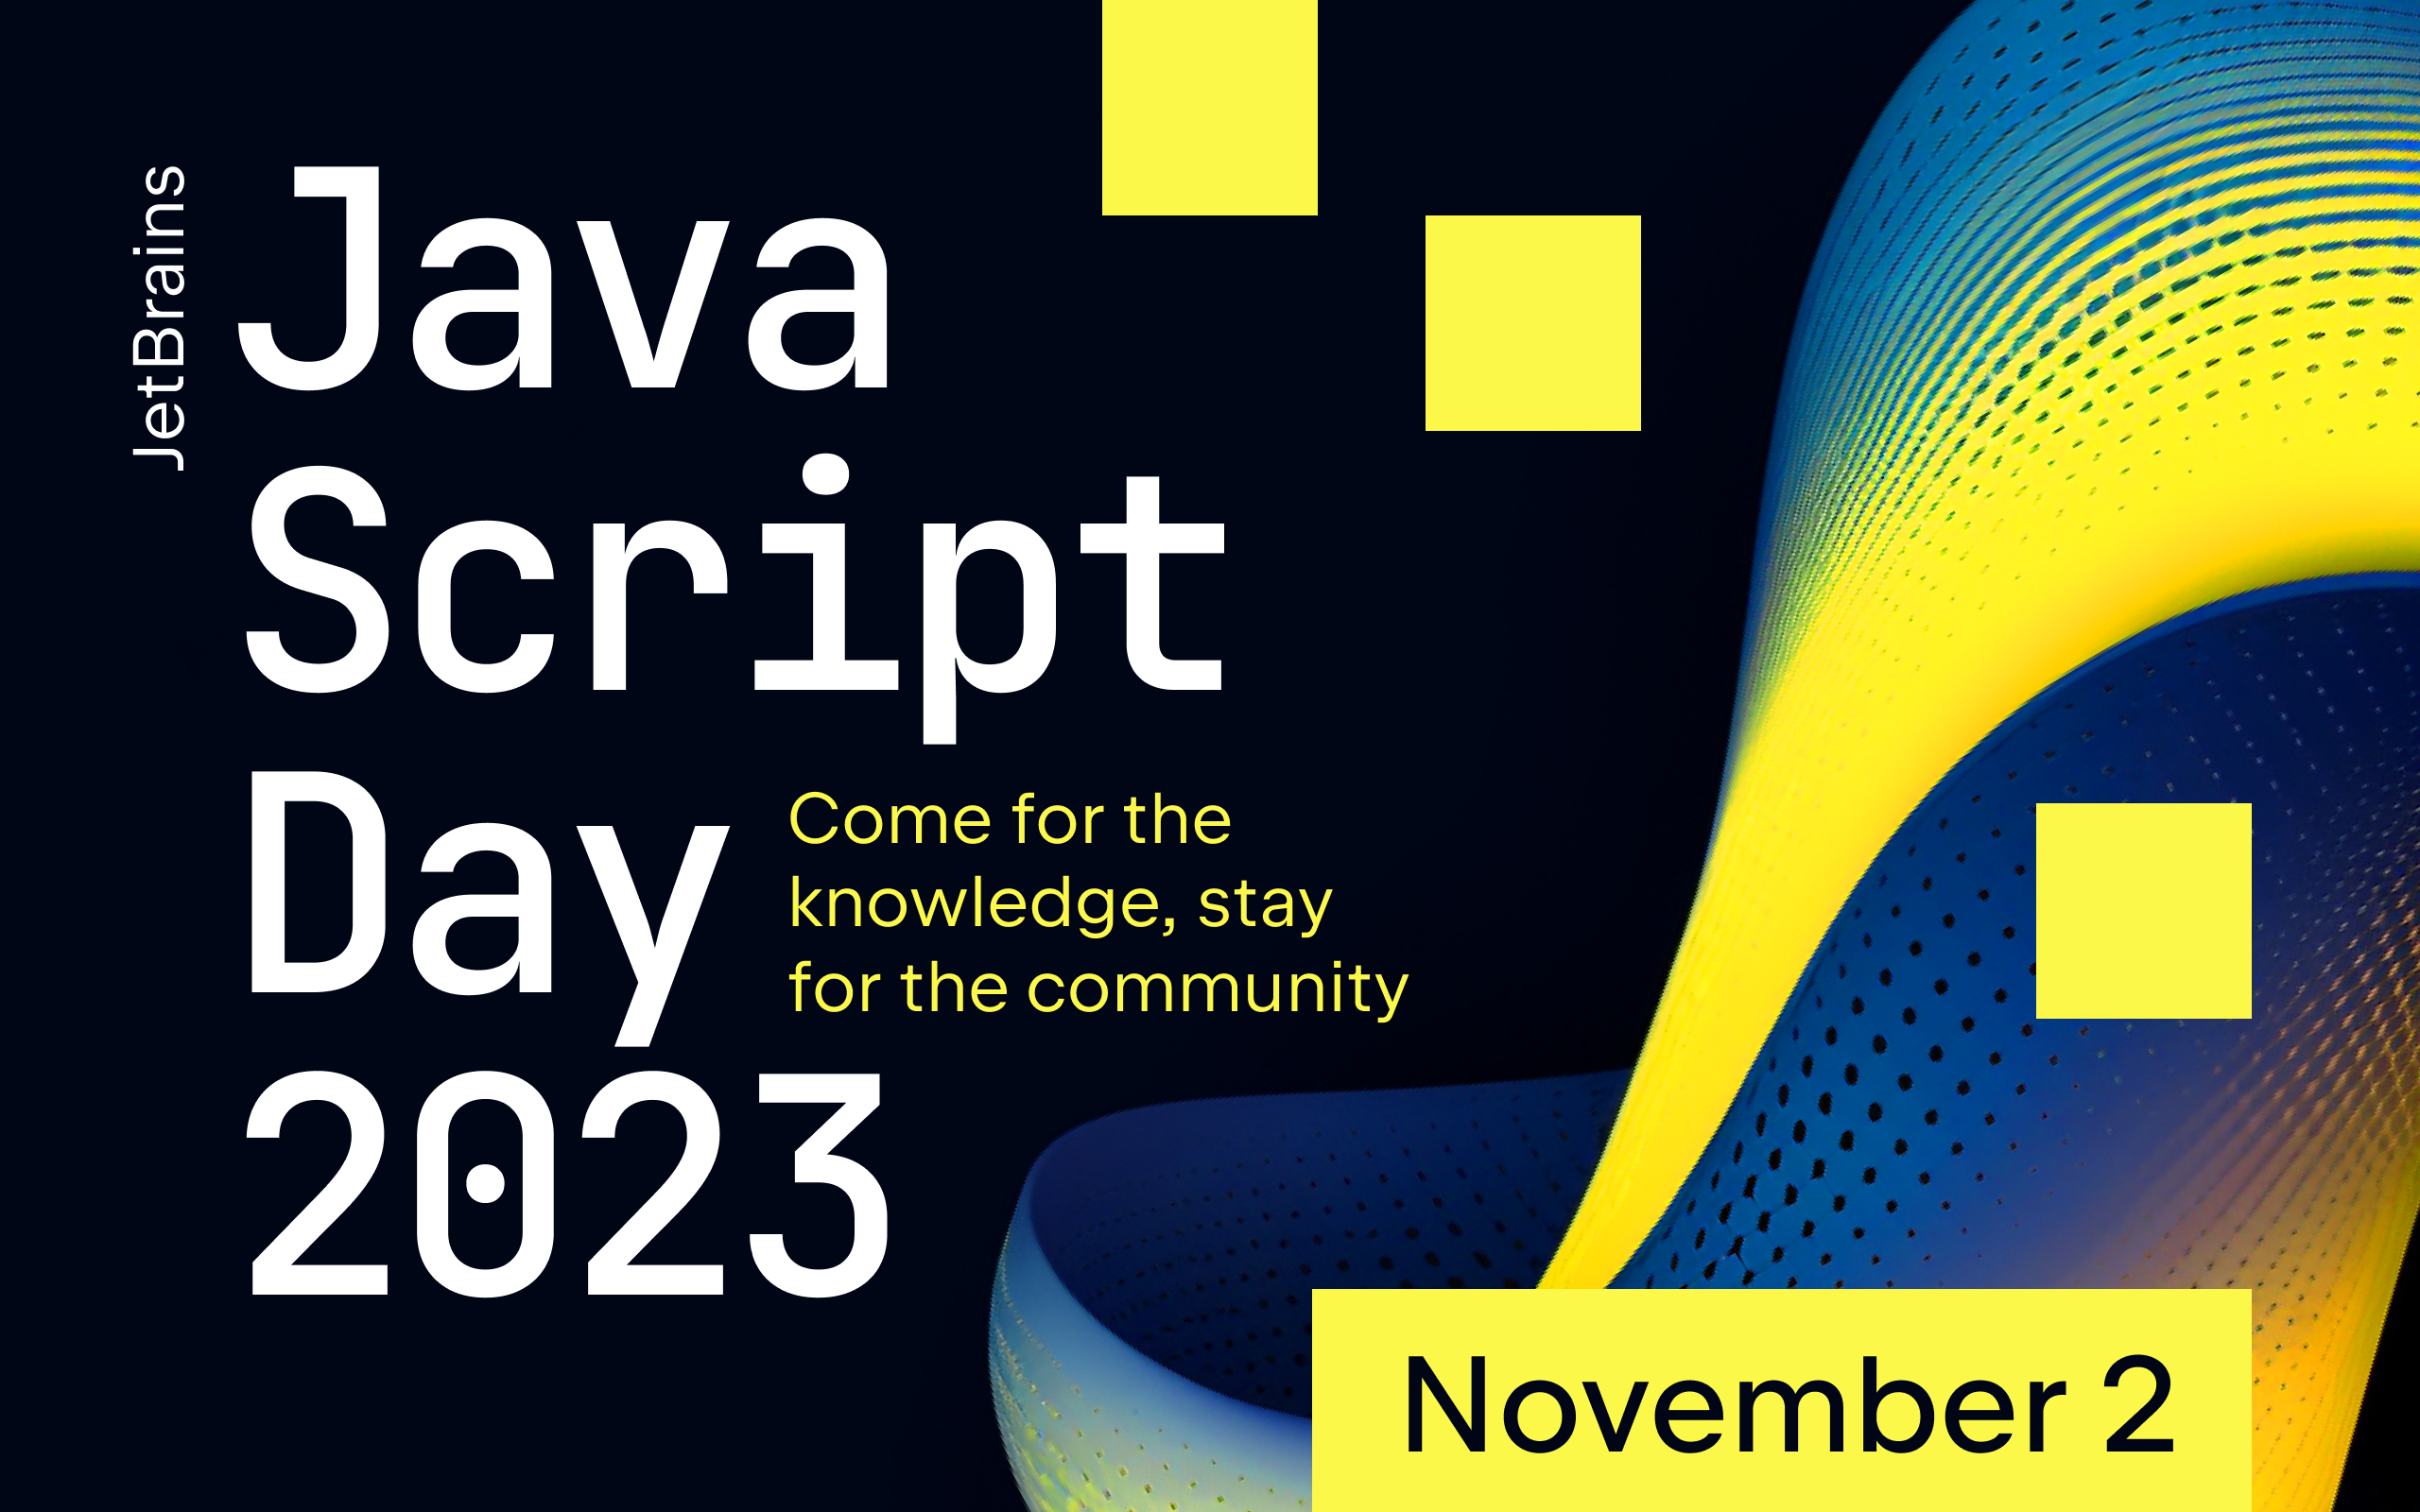 JetBrains
Java
Script
Day
Come for the
knowledge, stay
for the community
2023
November 2